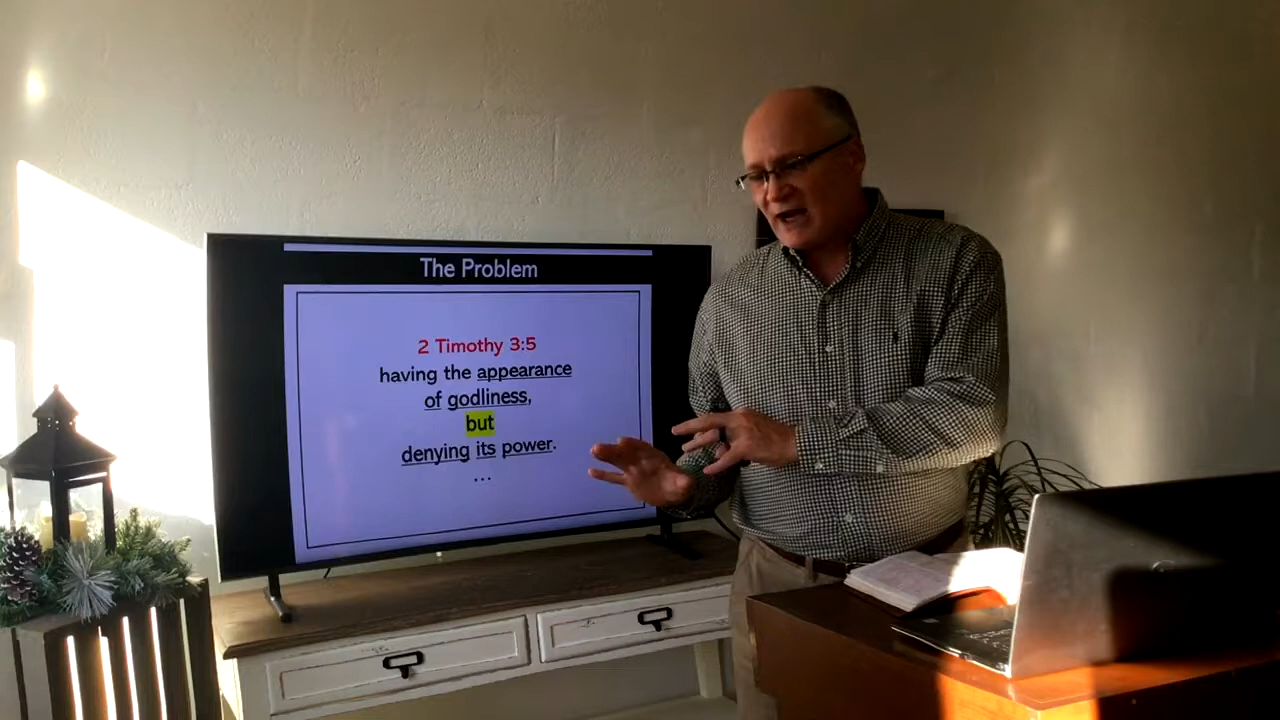 The Problem
2 Timothy 3:5
having the appearance
of godliness,
but
denying its power.
...